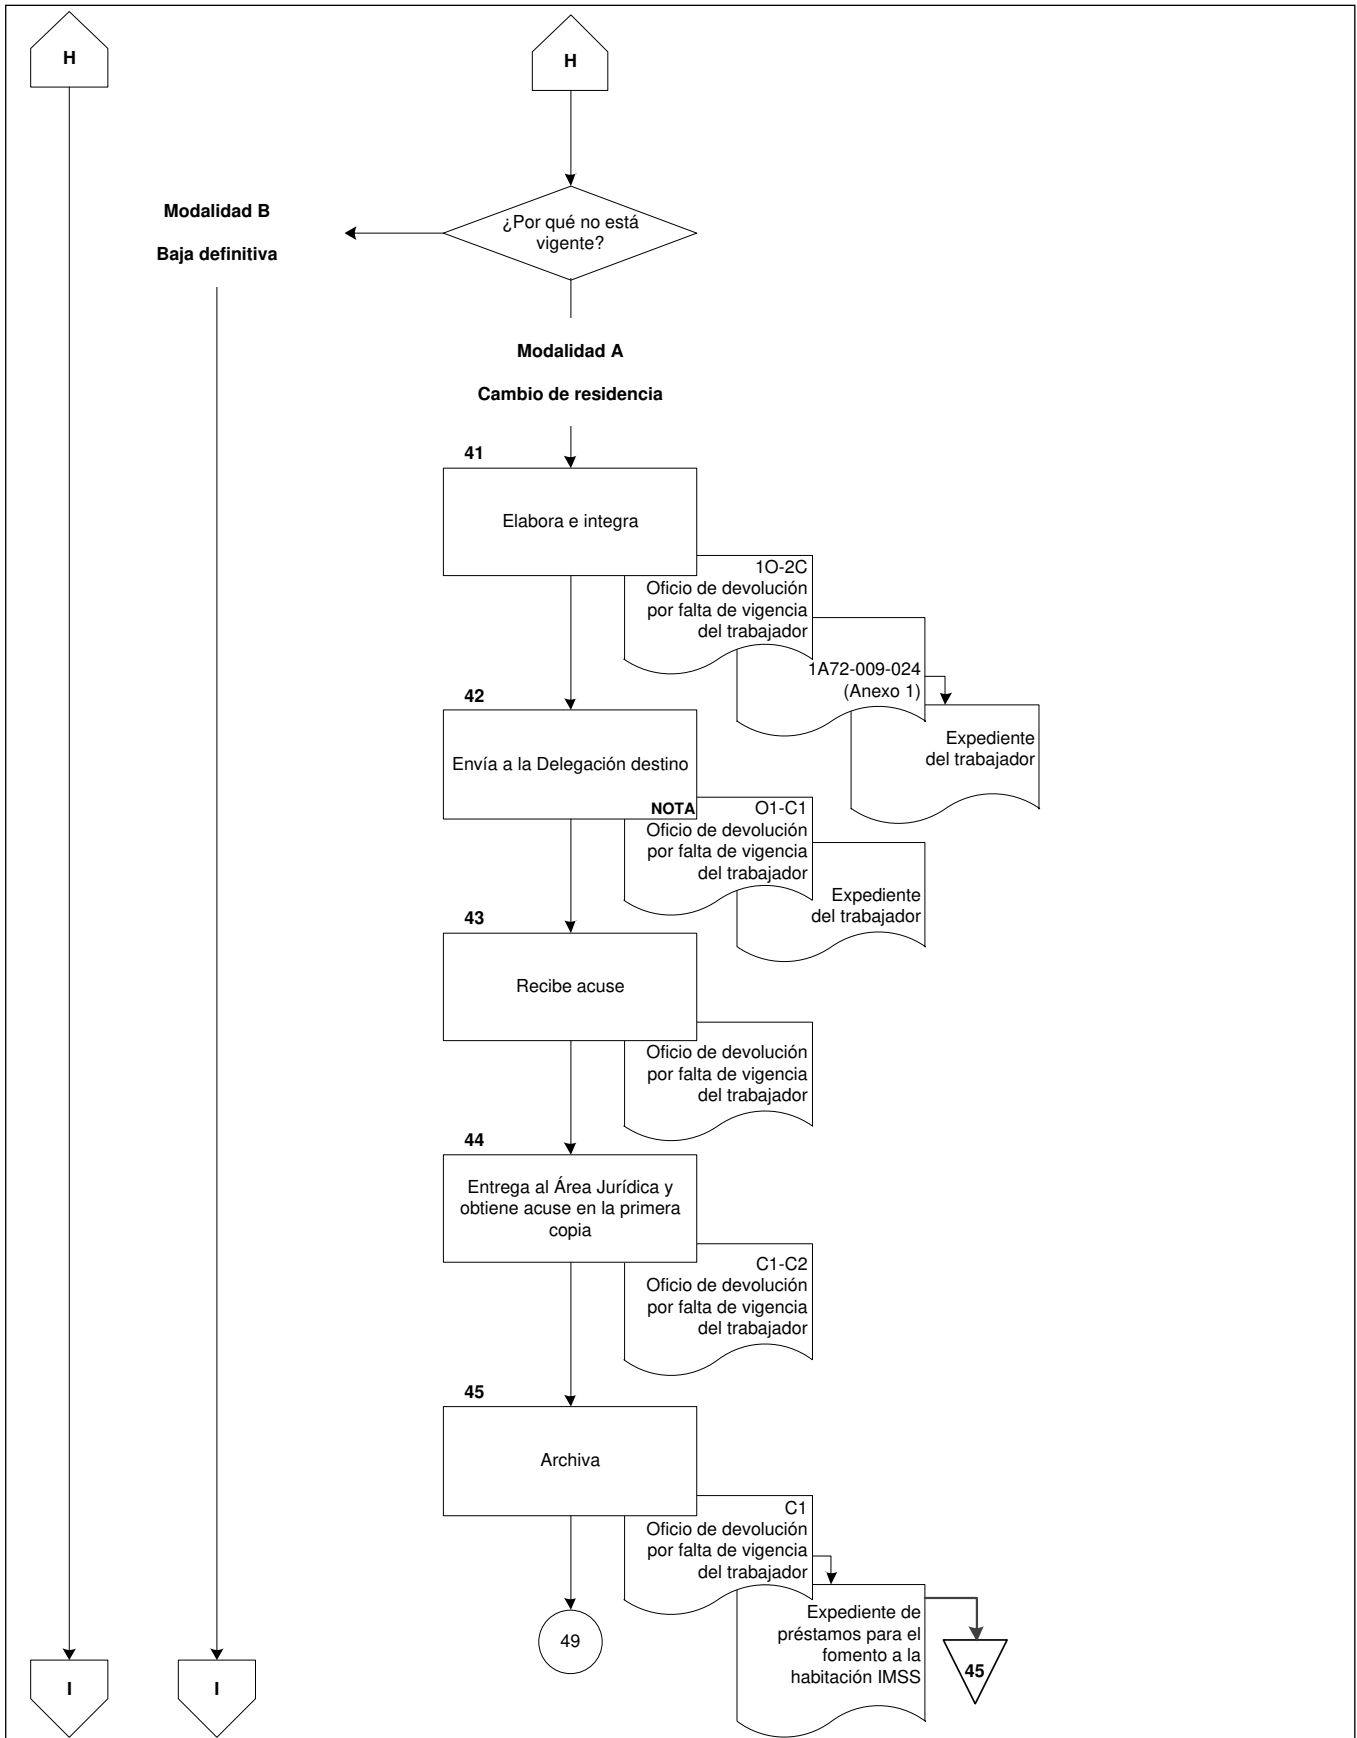 H
H
¿Por qué no está
vigente?
Modalidad B
Baja definitiva
Modalidad A
Cambio de residencia
41
Elabora e integra
1O-2C
Oficio de devolución
por falta de vigencia
del trabajador
1A72-009-024
(Anexo 1)
Expediente
del trabajador
42
Envía a la Delegación destino
NOTA
O1-C1
Oficio de devolución
por falta de vigencia
del trabajador
Expediente
del trabajador
43
Recibe acuse
Oficio de devolución
por falta de vigencia
del trabajador
44
Entrega al Área Jurídica y
obtiene acuse en la primera
copia
C1-C2
Oficio de devolución
por falta de vigencia
del trabajador
45
Archiva
C1
Oficio de devolución
por falta de vigencia
del trabajador
Expediente de
préstamos para el
fomento a la
habitación IMSS
45
49
I
I